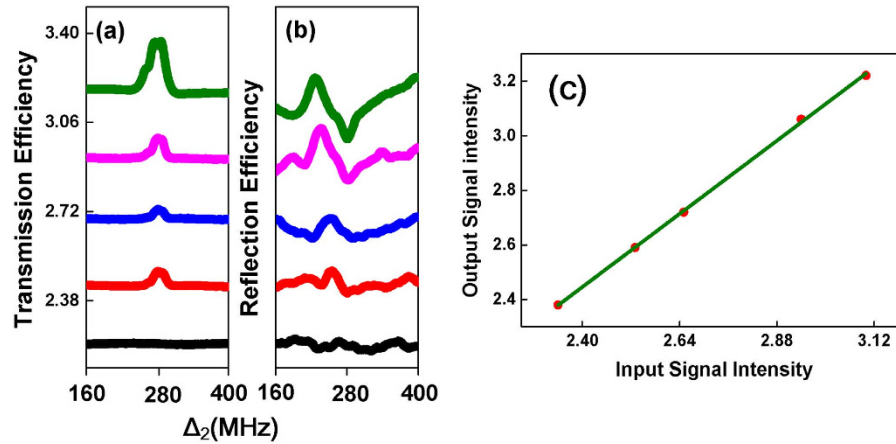 (a)
(b)
Transmission Efficiency
3.40
3.06
2.72
2.38
160
280
400
Reflection Efficiency
160
280
400
Δ2(MHz)
(c)
Output Signal intensity
3.2
3.0
2.8
2.6
2.4
2.40
2.64
2.88
3.12
Input Signal Intensity